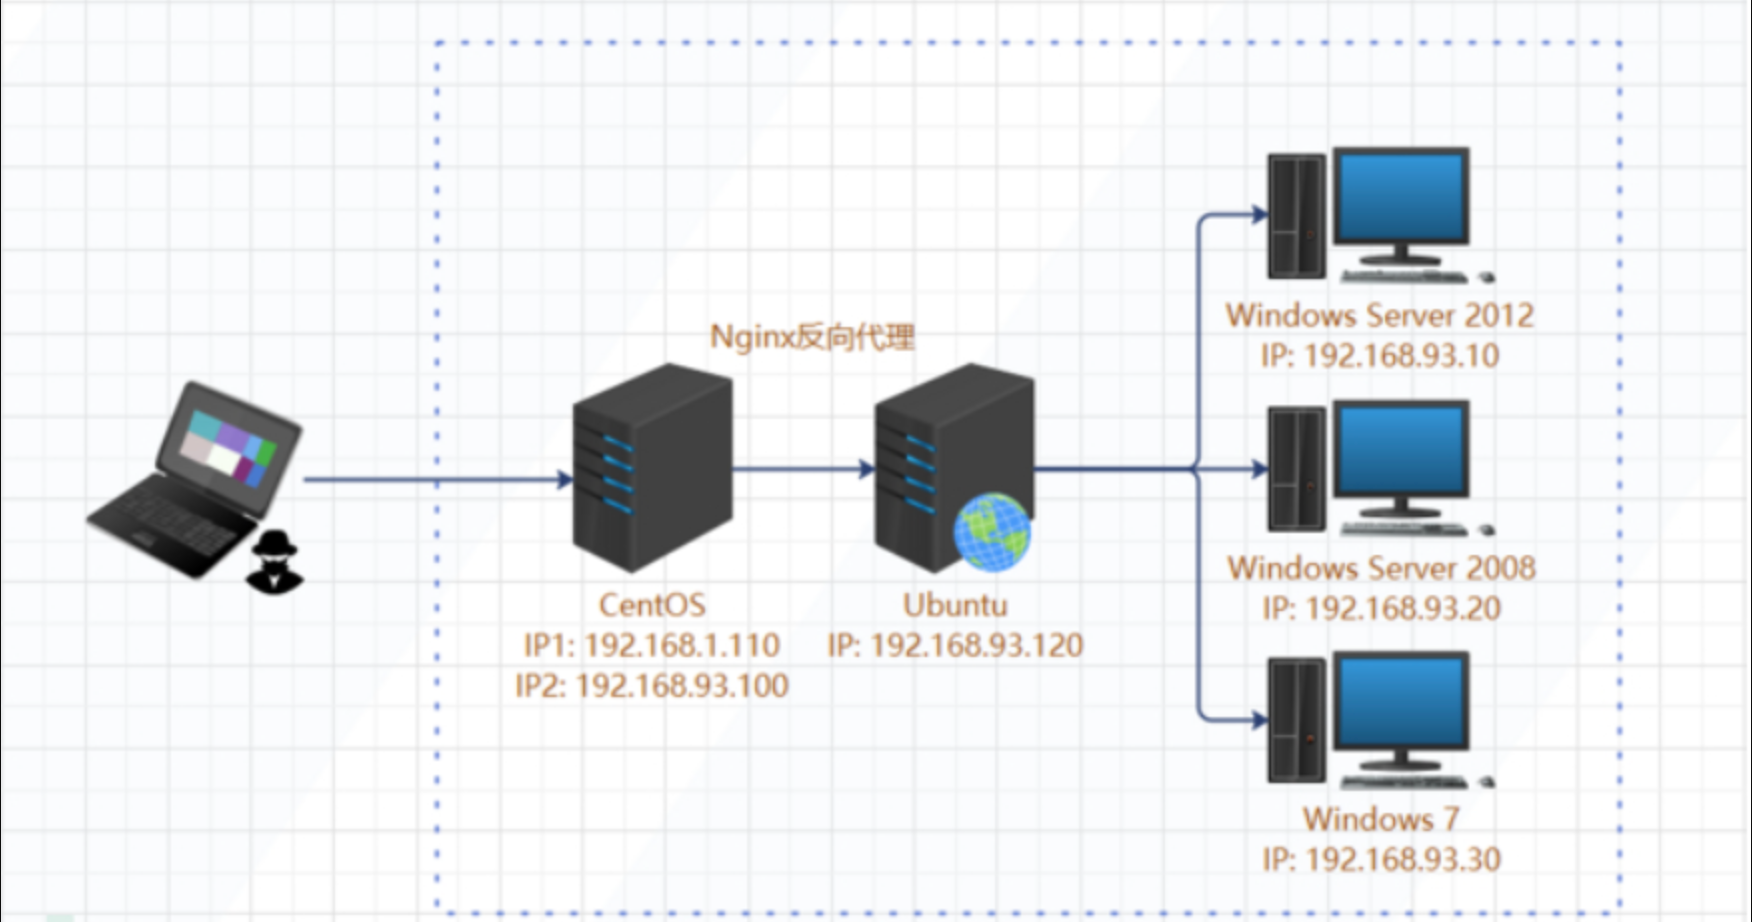 Nginx反向代理
CentOS
IP1: 192.168.1.110
IP2: 192.168.93.100
Ubuntu
IP: 192.168.93.120
Windows Server 2012
IP: 192.168.93.10
Windows Server 2008
IP: 192.168.93.20
Windows 7
IP: 192.168.93.30